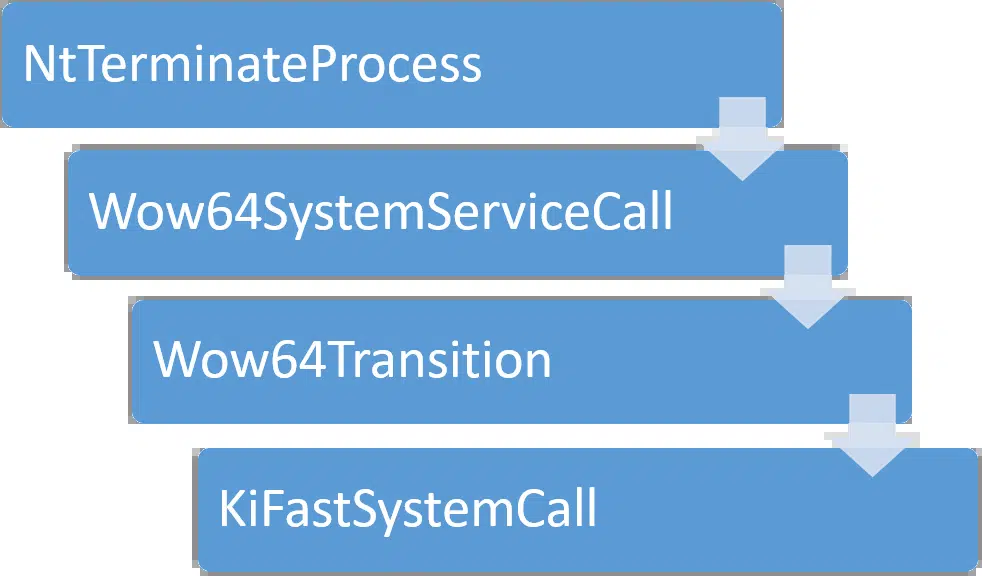 NtTerminateProcess
Wow64SystemServiceCall
Wow64Transition
KiFastSystemCall